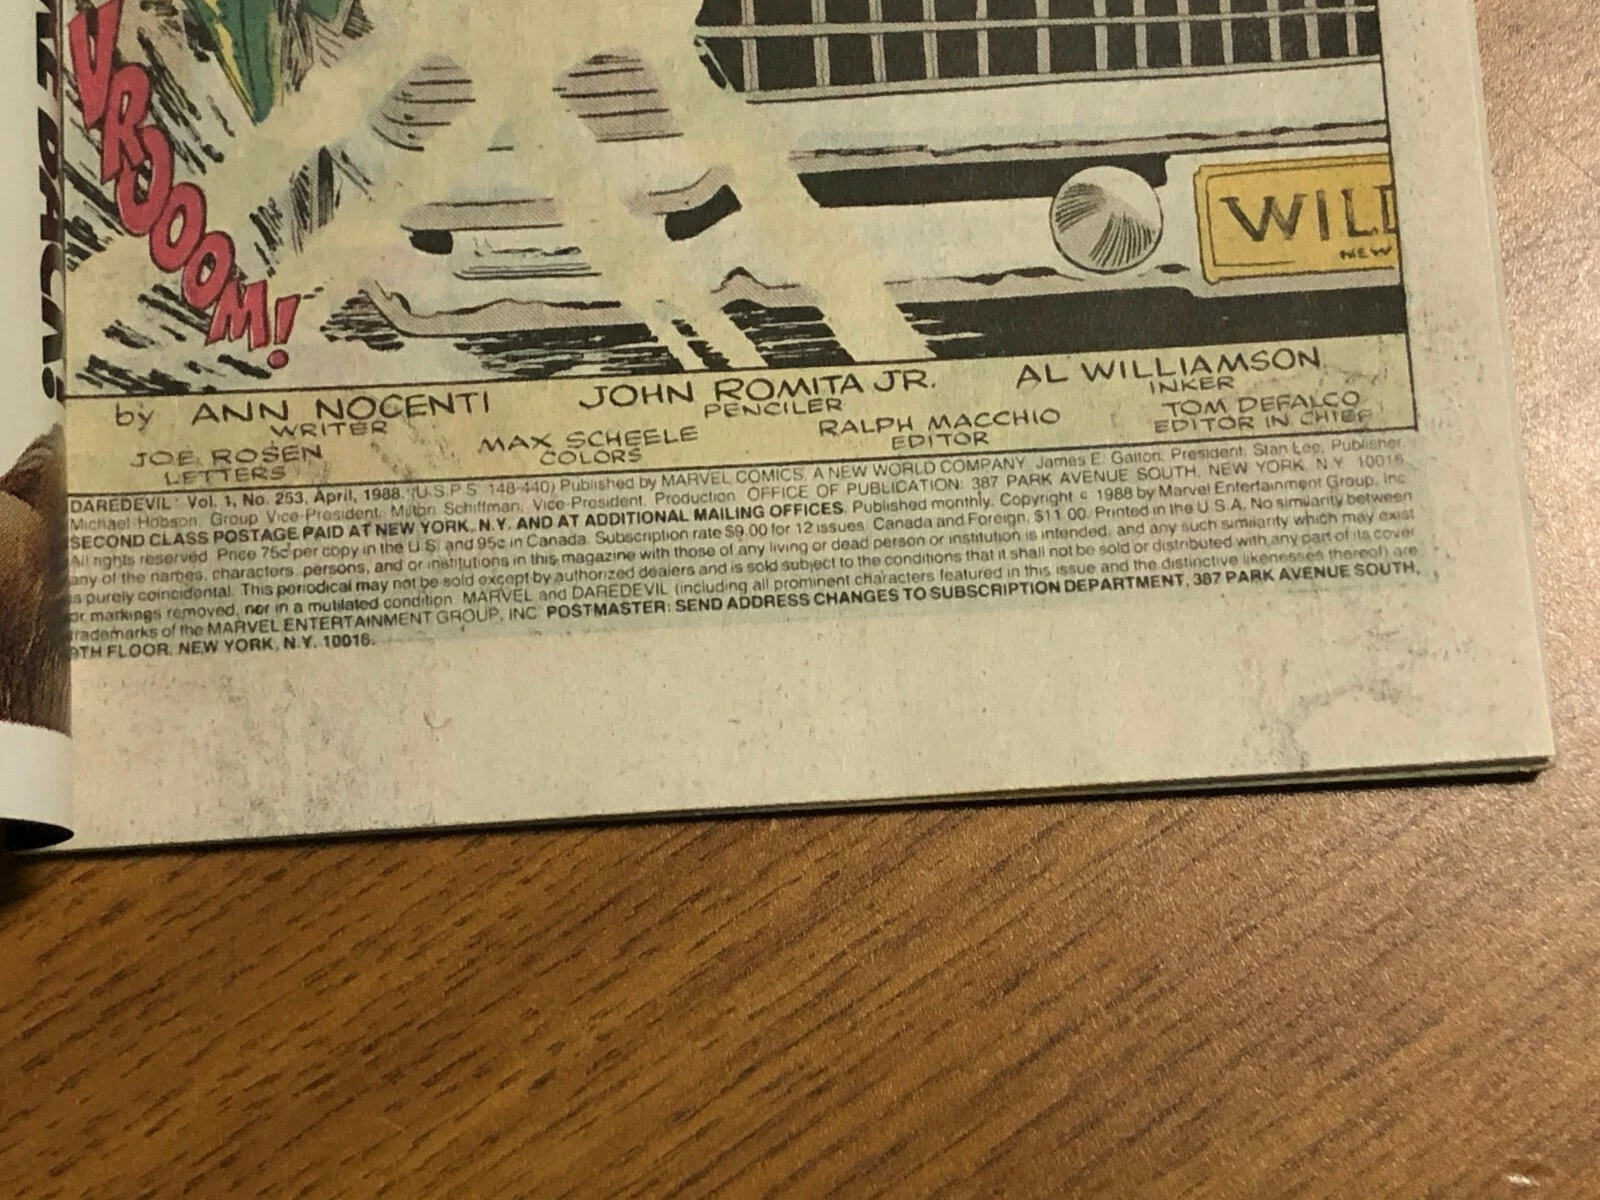 VROOOM!
WILD
NEW
by ANN NOCENTI
WRITER
JOHN ROMITA JR.
PENCILER
AL WILLIAMSON
INKER
JOE ROSEN
LETTERS
MAX SCHEELE
COLORS
RALPH MACCHIO
EDITOR
TOM DEFALCO
EDITOR IN CHIEF
DAREDEVIL Vol. 1, No. 253, April, 1988. (U.S.P.S. 148-440) Published by MARVEL COMICS, A NEW WORLD COMPANY. James E. Galton, President. Stan Lee, Publisher.
Michael Hobson, Group Vice-President. Milton Schiffman, Vice-President, Production. OFFICE OF PUBLICATION: 387 PARK AVENUE SOUTH, NEW YORK, N.Y. 10016.
SECOND CLASS POSTAGE PAID AT NEW YORK, N.Y. AND AT ADDITIONAL MAILING OFFICES. Published monthly. Copyright © 1988 by Marvel Entertainment Group, Inc.
All rights reserved. Price 75¢ per copy in the U.S. and 95¢ in Canada. Subscription rate $9.00 for 12 issues. Canada and Foreign, $11.00. Printed in the U.S.A. No similarity between
any of the names, characters, persons, and/or institutions in this magazine with those of any living or dead person or institution is intended, and any such similarity which may exist
is purely coincidental. This periodical may not be sold except by authorized dealers and is sold subject to the conditions that it shall not be sold or distributed with any part of its cover
or markings removed, nor in a mutilated condition. MARVEL and DAREDEVIL (including all prominent characters featured in this issue and the distinctive likenesses thereof) are
trademarks of the MARVEL ENTERTAINMENT GROUP, INC. POSTMASTER: SEND ADDRESS CHANGES TO SUBSCRIPTION DEPARTMENT, 387 PARK AVENUE SOUTH,
9TH FLOOR, NEW YORK, N.Y. 10016.